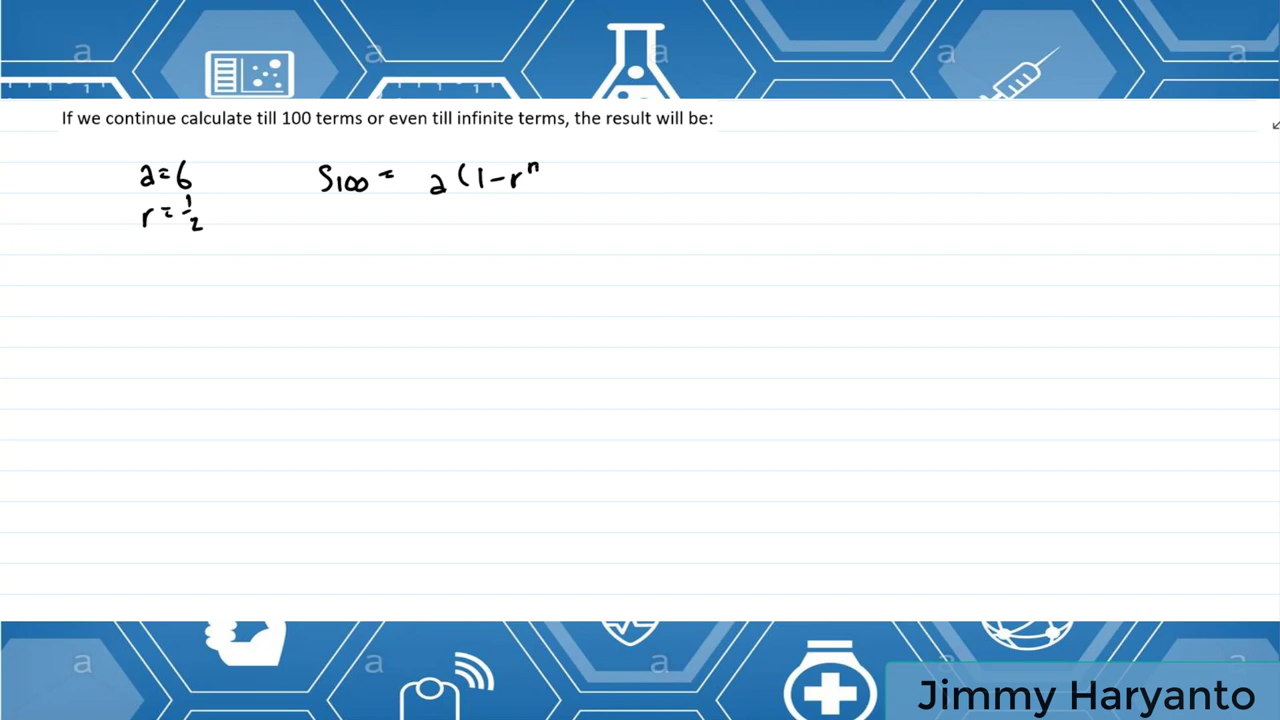 If we continue calculate till 100 terms or even till infinite terms, the result will be:
a = 6 S100 = a (1 - r^n
r = 1/2
Jimmy Haryanto